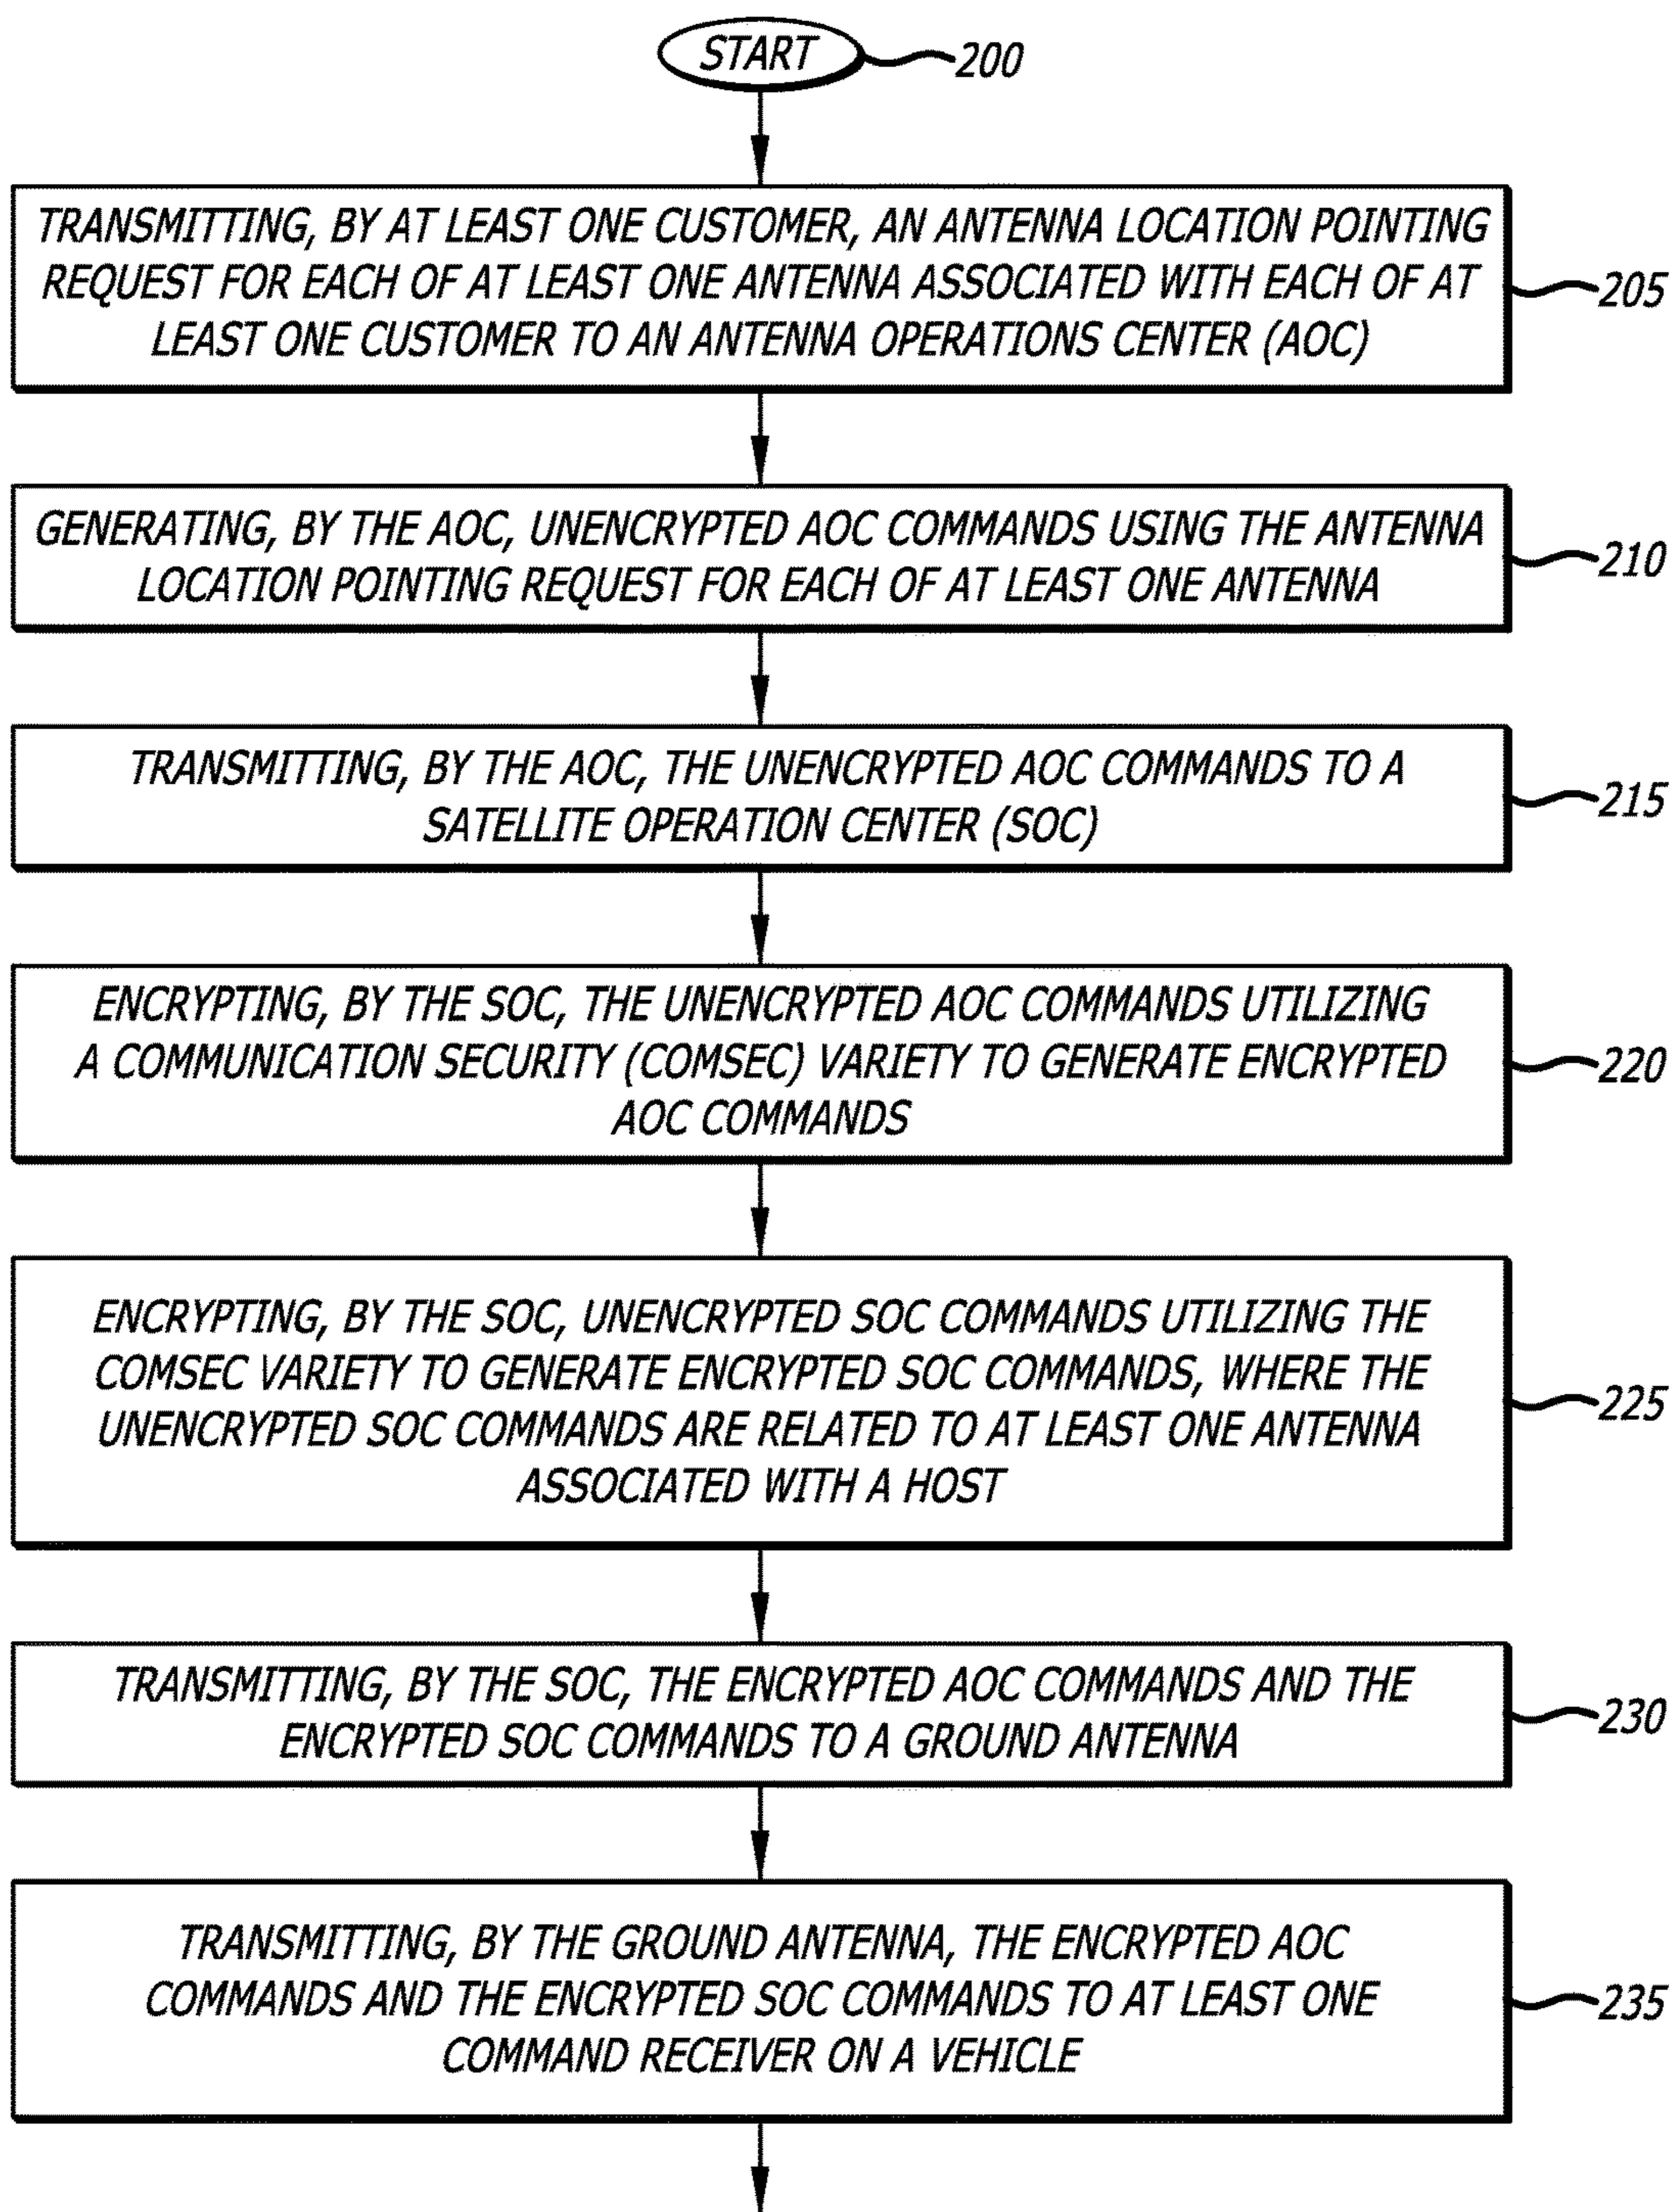 START
200
TRANSMITTING, BY AT LEAST ONE CUSTOMER, AN ANTENNA LOCATION POINTING
REQUEST FOR EACH OF AT LEAST ONE ANTENNA ASSOCIATED WITH EACH OF AT
LEAST ONE CUSTOMER TO AN ANTENNA OPERATIONS CENTER (AOC)
205
GENERATING, BY THE AOC, UNENCRYPTED AOC COMMANDS USING THE ANTENNA
LOCATION POINTING REQUEST FOR EACH OF AT LEAST ONE ANTENNA
210
TRANSMITTING, BY THE AOC, THE UNENCRYPTED AOC COMMANDS TO A
SATELLITE OPERATION CENTER (SOC)
215
ENCRYPTING, BY THE SOC, THE UNENCRYPTED AOC COMMANDS UTILIZING
A COMMUNICATION SECURITY (COMSEC) VARIETY TO GENERATE ENCRYPTED
AOC COMMANDS
220
ENCRYPTING, BY THE SOC, UNENCRYPTED SOC COMMANDS UTILIZING THE
COMSEC VARIETY TO GENERATE ENCRYPTED SOC COMMANDS, WHERE THE
UNENCRYPTED SOC COMMANDS ARE RELATED TO AT LEAST ONE ANTENNA
ASSOCIATED WITH A HOST
225
TRANSMITTING, BY THE SOC, THE ENCRYPTED AOC COMMANDS AND THE
ENCRYPTED SOC COMMANDS TO A GROUND ANTENNA
230
TRANSMITTING, BY THE GROUND ANTENNA, THE ENCRYPTED AOC
COMMANDS AND THE ENCRYPTED SOC COMMANDS TO AT LEAST ONE
COMMAND RECEIVER ON A VEHICLE
235